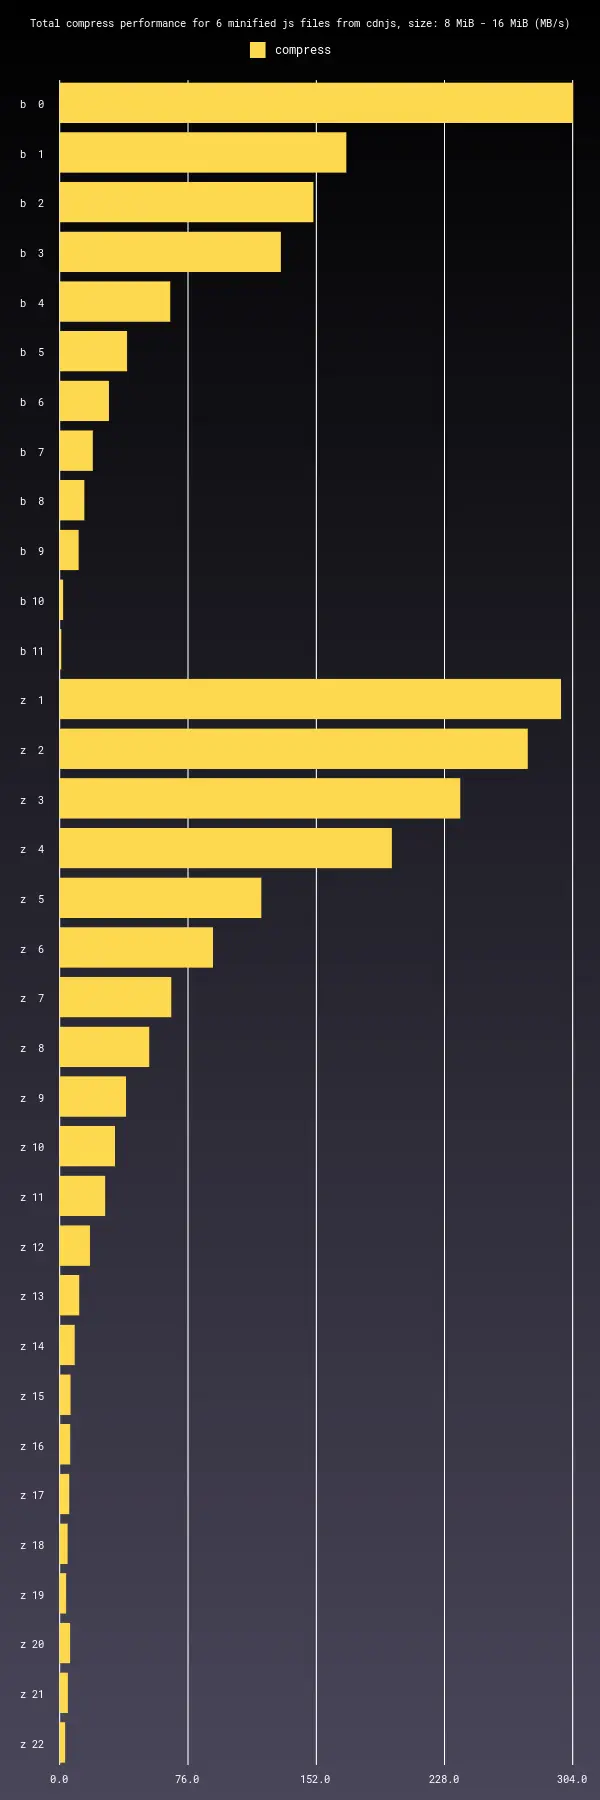 Total compress performance for 6 minified js files from cdnjs, size: 8 MiB - 16 MiB (MB/s)
compress
b 0
b 1
b 2
b 3
b 4
b 5
b 6
b 7
b 8
b 9
b 10
b 11
z 1
z 2
z 3
z 4
z 5
z 6
z 7
z 8
z 9
z 10
z 11
z 12
z 13
z 14
z 15
z 16
z 17
z 18
z 19
z 20
z 21
z 22
0.0 76.0 152.0 228.0 304.0